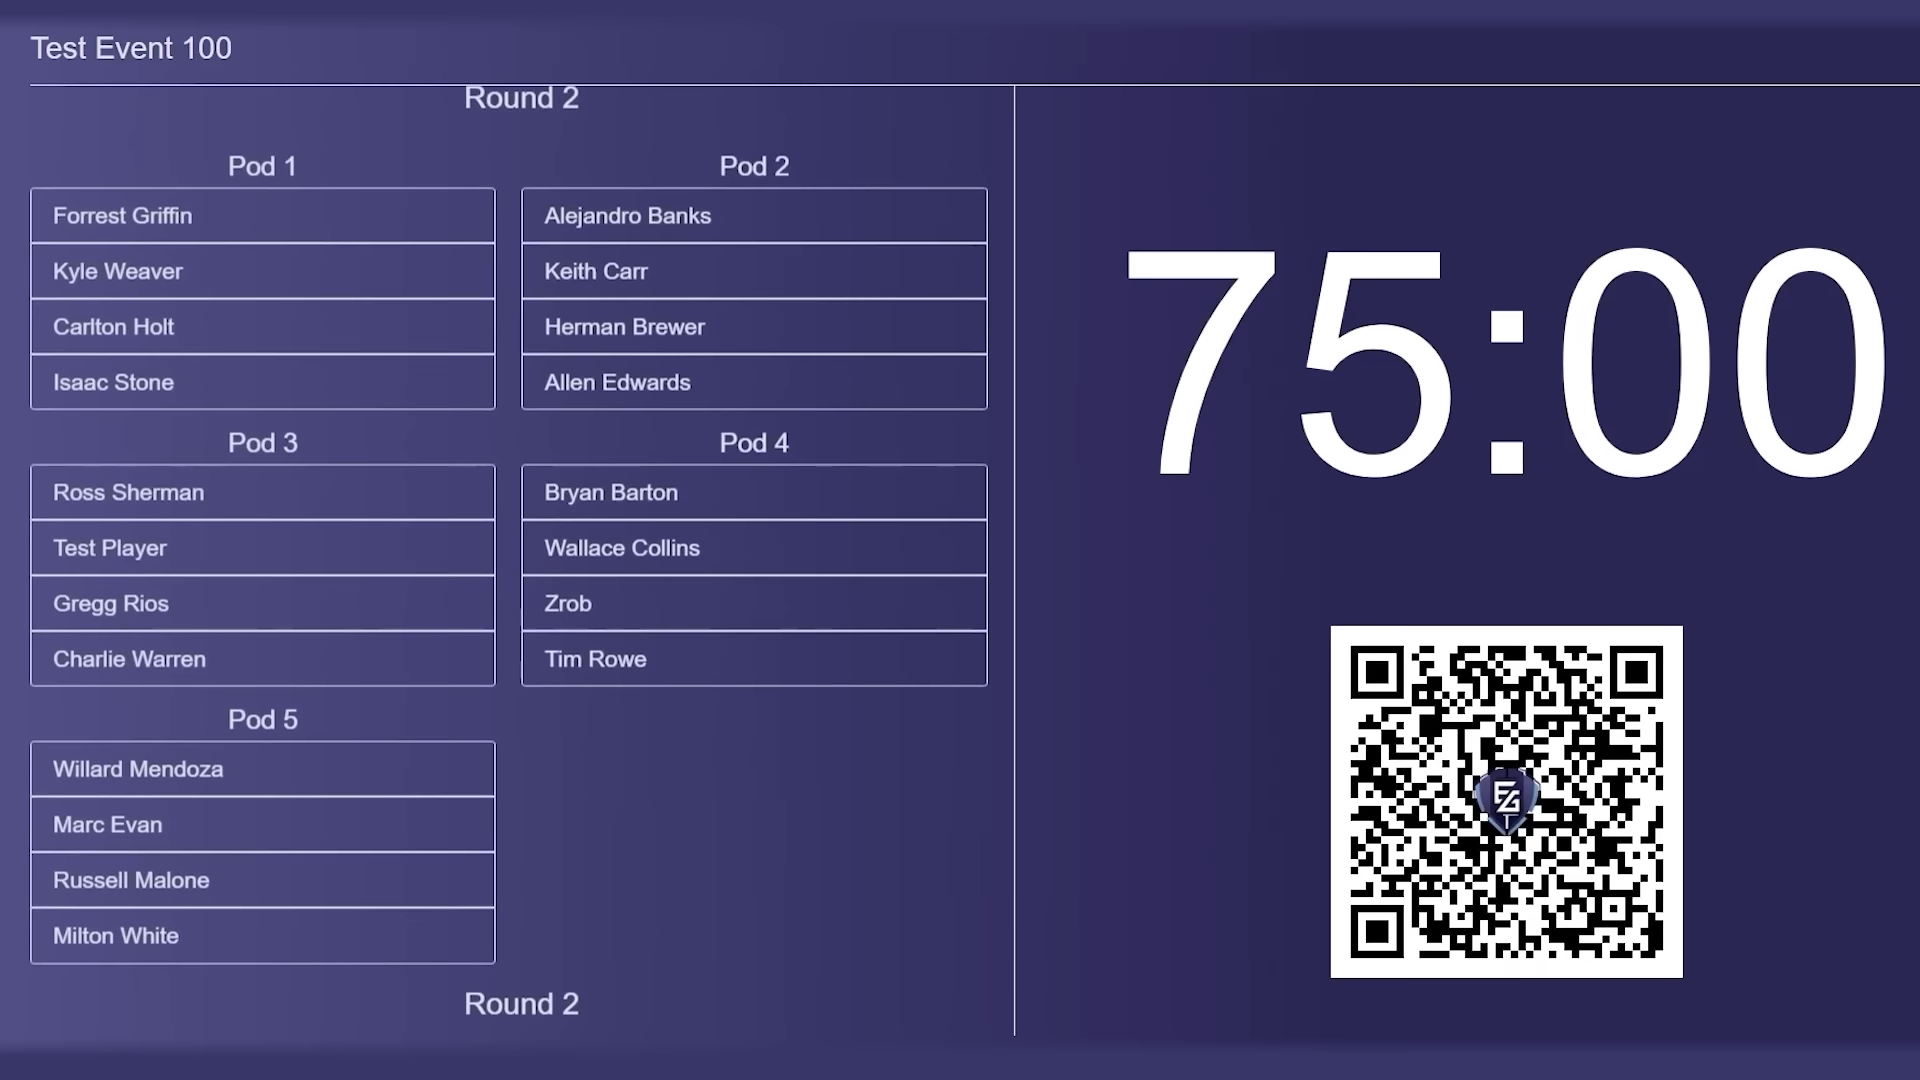 Test Event 100
Round 2
Pod 1
Forrest Griffin
Kyle Weaver
Carlton Holt
Isaac Stone
Pod 2
Alejandro Banks
Keith Carr
Herman Brewer
Allen Edwards
Pod 3
Ross Sherman
Test Player
Gregg Rios
Charlie Warren
Pod 4
Bryan Barton
Wallace Collins
Zrob
Tim Rowe
Pod 5
Willard Mendoza
Marc Evan
Russell Malone
Milton White
Round 2
75:00